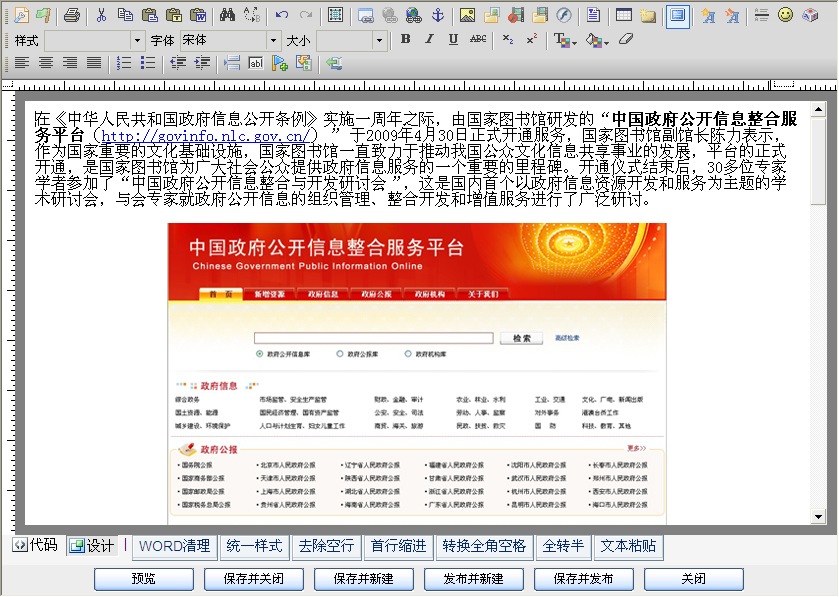 样式 字体 宋体 大小 B I U ABC
在《中华人民共和国政府信息公开条例》实施一周年之际，由国家图书馆研发的“中国政府公开信息整合服
务平台（http://govinfo.nlc.gov.cn/）”于2009年4月30日正式开通服务，国家图书馆副馆长陈力表示，
作为国家重要的文化基础设施，国家图书馆一直致力于推动我国公众文化信息共享事业的发展，平台的正式
开通，是国家图书馆为广大社会公众提供政府信息服务的一个重要的里程碑。开通仪式结束后，30多位专家
学者参加了“中国政府公开信息整合与开发研讨会”，这是国内首个以政府信息资源开发和服务为主题的学
术研讨会，与会专家就政府公开信息的组织管理、整合开发和增值服务进行了广泛研讨。
中国政府公开信息整合服务平台
Chinese Government Public Information Online
首 页 新增资源 政府信息 政府公报 政府机构 关于我们
检索 高级检索
政府公开信息库 政府公报库 政府机构库
政府信息
综合政务 市场监管、安全生产监管 财政、金融、审计 农业、林业、水利 工业、交通 文化、广电、新闻出版
国土资源、能源 国民经济管理、国有资产监管 公安、安全、司法 劳动、人事、监察 对外事务 港澳台侨工作
城乡建设、环境保护 人口与计划生育、妇女儿童工作 商贸、海关、旅游 民政、扶贫、救灾 国 防 科技、教育、其他
政府公报 更多>>
• 国务院公报 • 北京市人民政府公报 • 辽宁省人民政府公报 • 福建省人民政府公报 • 沈阳市人民政府公报 • 长春市人民政府公报
• 国家商务部公报 • 天津市人民政府公报 • 陕西省人民政府公报 • 甘肃省人民政府公报 • 武汉市人民政府公报 • 郑州市人民政府公报
• 国家邮政局公报 • 上海市人民政府公报 • 湖北省人民政府公报 • 浙江省人民政府公报 • 杭州市人民政府公报 • 西安市人民政府公报
• 国家税务总局公报 • 贵州省人民政府公报 • 海南省人民政府公报 • 广东省人民政府公报 • 昆明市人民政府公报 • 海口市人民政府公报
代码 设计 WORD清理 统一样式 去除空行 首行缩进 转换全角空格 全转半 文本粘贴
预览 保存并关闭 保存并新建 发布并新建 保存并发布 关闭